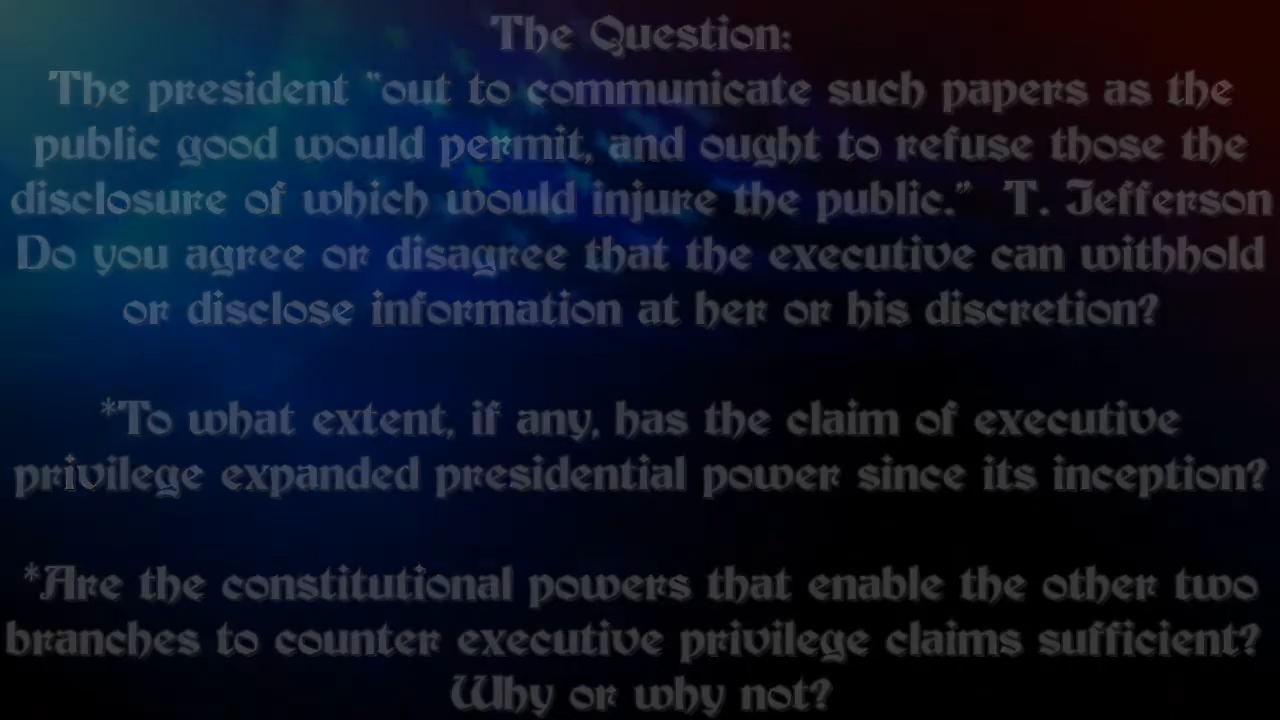 The Question:
The president "out to communicate such papers as the
public good would permit, and ought to refuse those the
disclosure of which would injure the public." T. Jefferson
Do you agree or disagree that the executive can withhold
or disclose information at her or his discretion?
*To what extent, if any, has the claim of executive
privilege expanded presidential power since its inception?
*Are the constitutional powers that enable the other two
branches to counter executive privilege claims sufficient?
Why or why not?